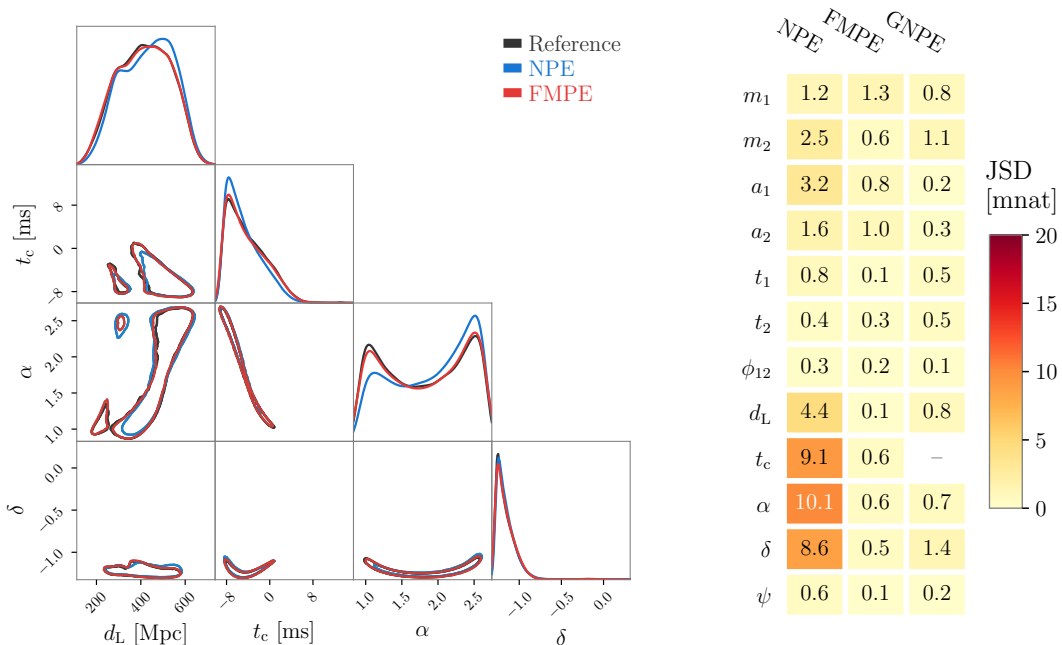 Reference
NPE
FMPE
8
0
−8
t_c [ms]
2.5
2.0
1.5
1.0
α
0.0
−0.5
−1.0
δ
200 400 600
d_L [Mpc]
−8 0 8
t_c [ms]
1.0 1.5 2.0 2.5
α
−1.0 −0.5 0.0
δ
NPE FMPE GNPE
m_1 1.2 1.3 0.8
m_2 2.5 0.6 1.1
a_1 3.2 0.8 0.2
a_2 1.6 1.0 0.3
t_1 0.8 0.1 0.5
t_2 0.4 0.3 0.5
ϕ_12 0.3 0.2 0.1
d_L 4.4 0.1 0.8
t_c 9.1 0.6 –
α 10.1 0.6 0.7
δ 8.6 0.5 1.4
ψ 0.6 0.1 0.2
JSD
[mnat]
20
15
10
5
0